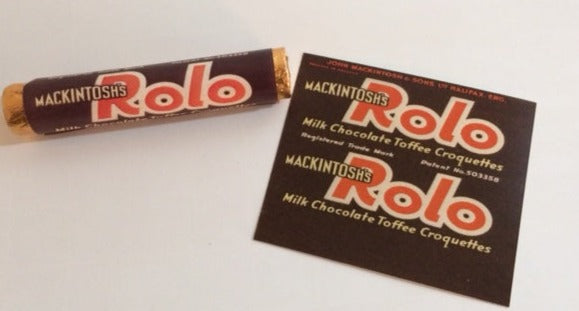 MACKINTOSH'S Rolo
Milk Chocolate Toffee Croquettes
JOHN MACKINTOSH & SONS, LTD HALIFAX, ENG.
MACKINTOSH'S Rolo
Milk Chocolate Toffee Croquettes
Registered Trade Mark Patent No. 503358
MACKINTOSH'S Rolo
Milk Chocolate Toffee Croquettes